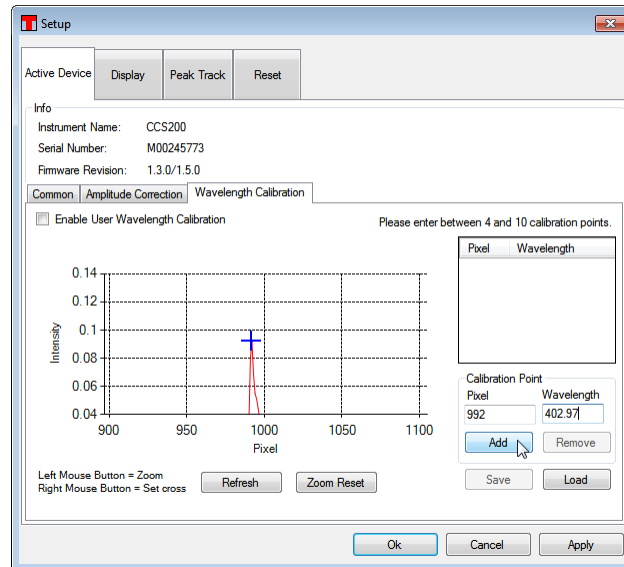 Setup
Active Device Display Peak Track Reset
Info
Instrument Name: CCS200
Serial Number: M00245773
Firmware Revision: 1.3.0/1.5.0
Common Amplitude Correction Wavelength Calibration
Enable User Wavelength Calibration
Please enter between 4 and 10 calibration points.
Pixel Wavelength
0.14
0.12
0.1
0.08
0.06
0.04
Intensity
900 950 1000 1050 1100
Pixel
Calibration Point
Pixel Wavelength
992 402.97
Add Remove
Save Load
Left Mouse Button = Zoom
Right Mouse Button = Set cross
Refresh Zoom Reset
Ok Cancel Apply